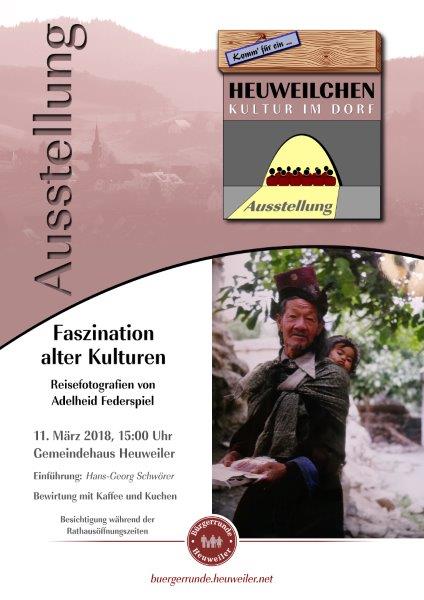 Ausstellung
Komm' für ein ...
HEUWEILCHEN
KULTUR IM DORF
Ausstellung
Faszination
alter Kulturen
Reisefotografien von
Adelheid Federspiel
11. März 2018, 15:00 Uhr
Gemeindehaus Heuweiler
Einführung: Hans-Georg Schwörer
Bewirtung mit Kaffee und Kuchen
Besichtigung während der
Rathausöffnungszeiten
Bürgerrunde
Heuweiler
buergerrunde.heuweiler.net